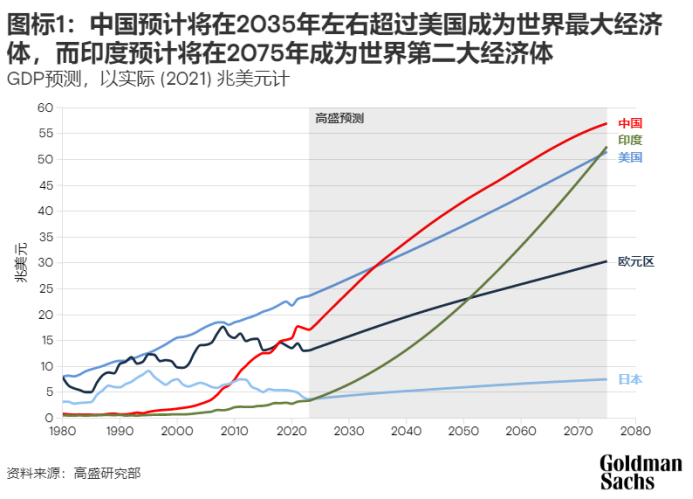 图标1：中国预计将在2035年左右超过美国成为世界最大经济
体，而印度预计将在2075年成为世界第二大经济体
GDP预测，以实际 (2021) 兆美元计
60
55
50
45
40
35
30
25
20
15
10
5
0
兆美元
高盛预测
中国
印度
美国
欧元区
日本
1980 1990 2000 2010 2020 2030 2040 2050 2060 2070 2080
资料来源：高盛研究部
Goldman
Sachs